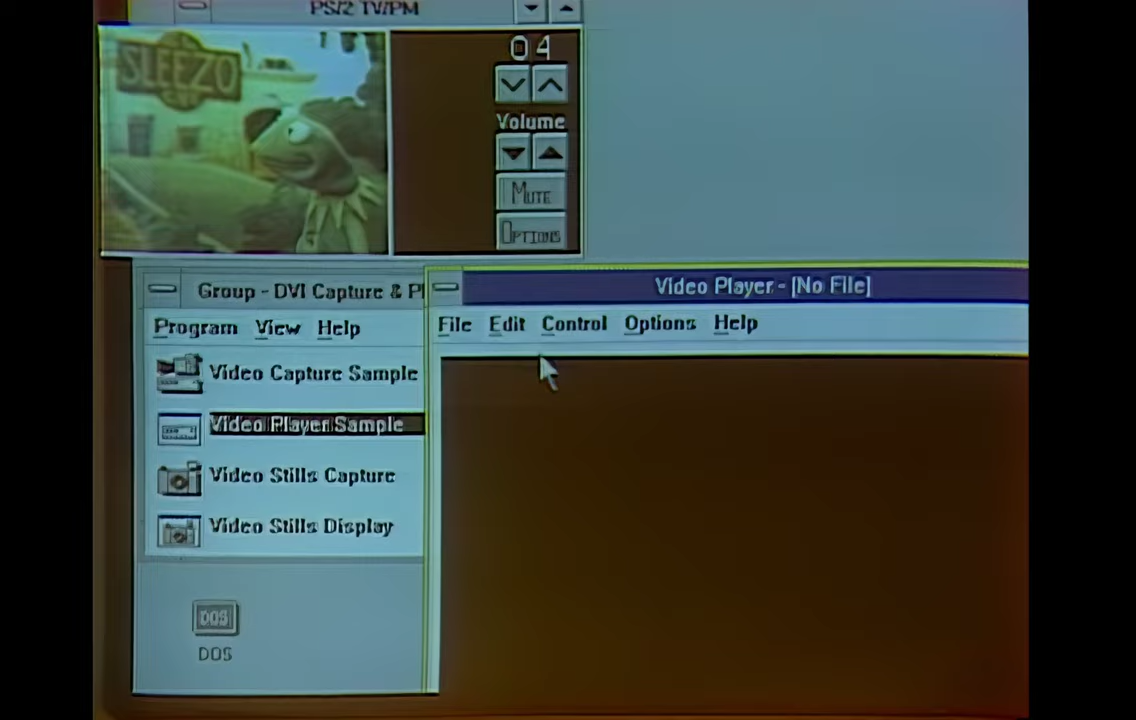 PS/2 TV/PM
SLEEZO
04
Volume
MUTE
OPTIONS
Group - DVI Capture & P
Program View Help
Video Capture Sample
Video Player Sample
Video Stills Capture
Video Stills Display
DOS
DOS
Video Player - [No File]
File Edit Control Options Help